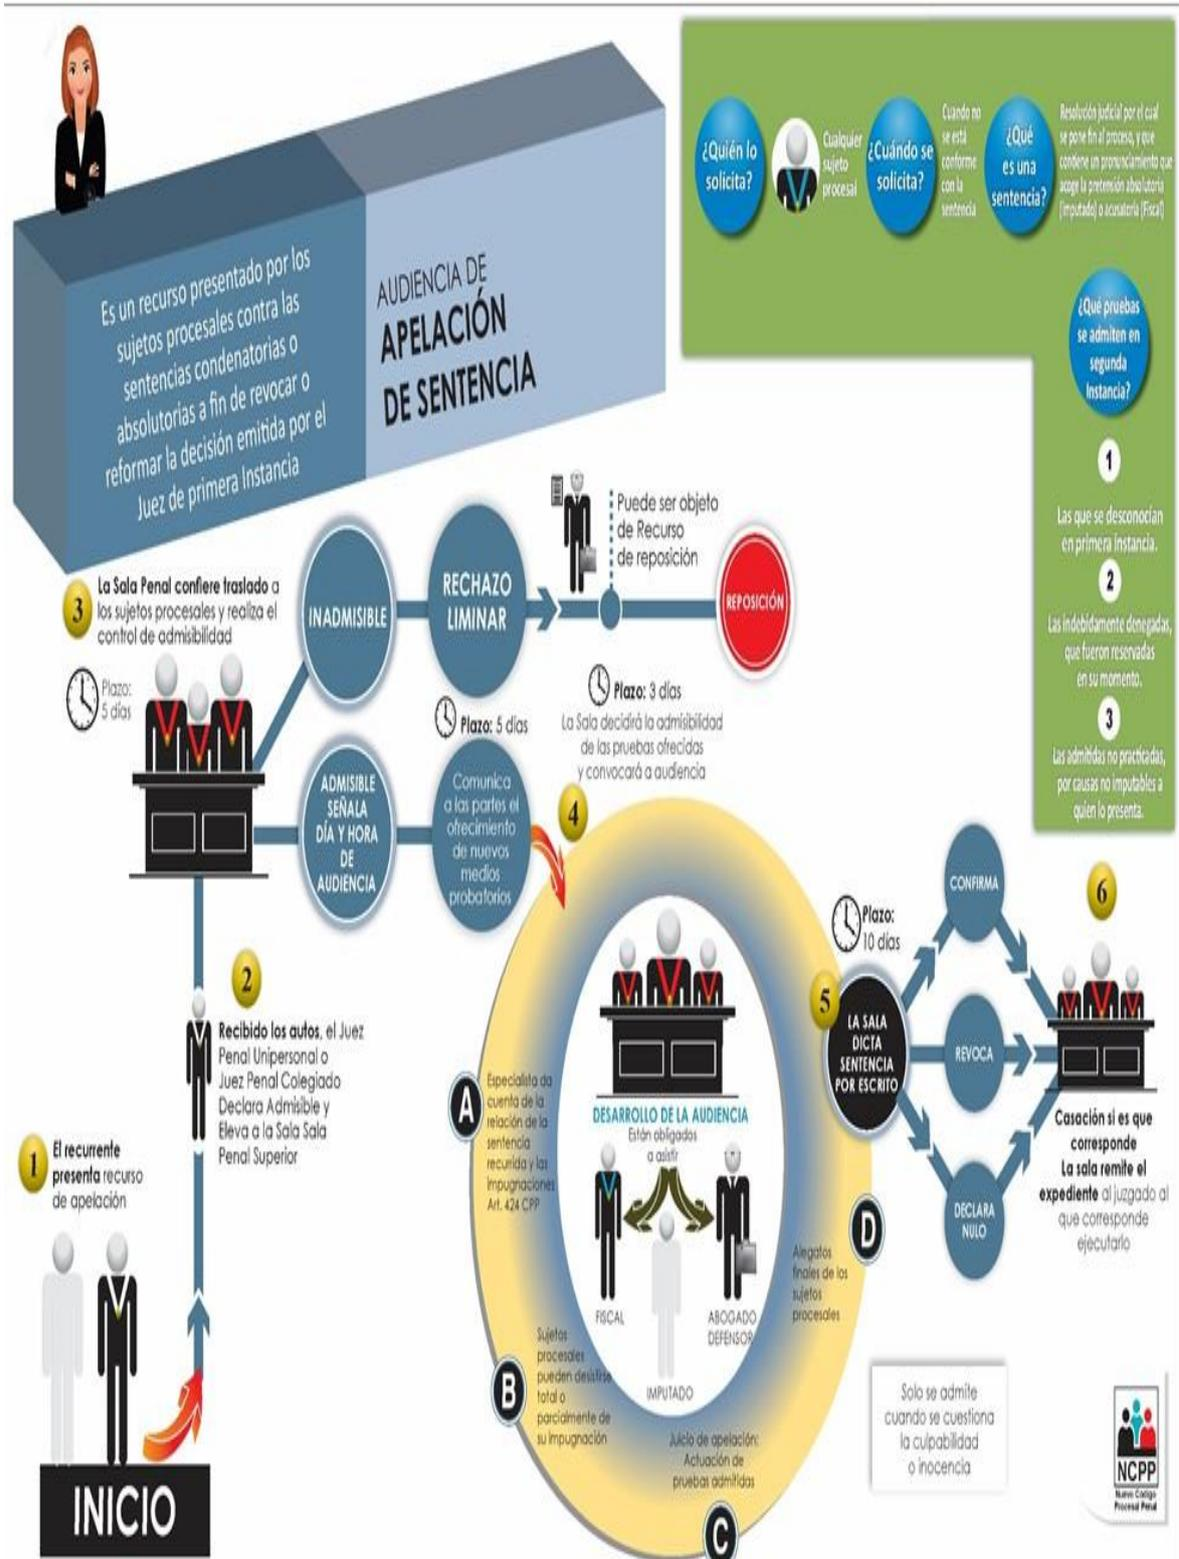 Es un recurso presentado por los
sujetos procesales contra las
sentencias condenatorias o
absolutorias a fin de revocar o
reformar la decisión emitida por el
Juez de primera Instancia
AUDIENCIA DE
APELACIÓN
DE SENTENCIA
¿Quién lo
solicita?
Cualquier
sujeto
procesal
¿Cuándo se
solicita?
Cuando no
se está
conforme
con la
sentencia
¿Qué
es una
sentencia?
Resolución judicial por el cual
se pone fin al proceso, y que
contiene un pronunciamiento que
acoge la pretensión absolutoria
(imputado) o acusatoria (Fiscal)
¿Qué pruebas
se admiten en
segunda
Instancia?
1
Las que se desconocían
en primera instancia.
2
Las indebidamente denegadas,
que fueron reservadas
en su momento.
3
Las admitidas no practicadas,
por causas no imputables a
quien lo presenta.
3
La Sala Penal confiere traslado a
los sujetos procesales y realiza el
control de admisibilidad
Plazo:
5 días
INADMISIBLE
RECHAZO
LIMINAR
Puede ser objeto
de Recurso
de reposición
REPOSICIÓN
ADMISIBLE
SEÑALA
DÍA Y HORA
DE
AUDIENCIA
Plazo: 5 días
Comunica
a las partes el
ofrecimiento
de nuevos
medios
probatorios
Plazo: 3 días
La Sala decidirá la admisibilidad
de las pruebas ofrecidas
y convocará a audiencia
4
2
Recibido los autos, el Juez
Penal Unipersonal o
Juez Penal Colegiado
Declara Admisible y
Eleva a la Sala Sala
Penal Superior
1
El recurrente
presenta recurso
de apelación
INICIO
A
Especialista da
cuenta de la
relación de la
sentencia
recurrida y las
impugnaciones
Art. 424 CPP
DESARROLLO DE LA AUDIENCIA
Están obligados
a asistir
FISCAL
IMPUTADO
ABOGADO
DEFENSOR
B
Sujetos
procesales
pueden desistirse
total o
parcialmente de
su impugnación
C
Juicio de apelación:
Actuación de
pruebas admitidas
D
Alegatos
finales de los
sujetos
procesales
Plazo:
10 días
5
LA SALA
DICTA
SENTENCIA
POR ESCRITO
CONFIRMA
REVOCA
DECLARA
NULO
6
Casación si es que
corresponde
La sala remite el
expediente al juzgado al
que corresponde
ejecutarlo
Solo se admite
cuando se cuestiona
la culpabilidad
o inocencia
NCPP
Nuevo Código
Procesal Penal